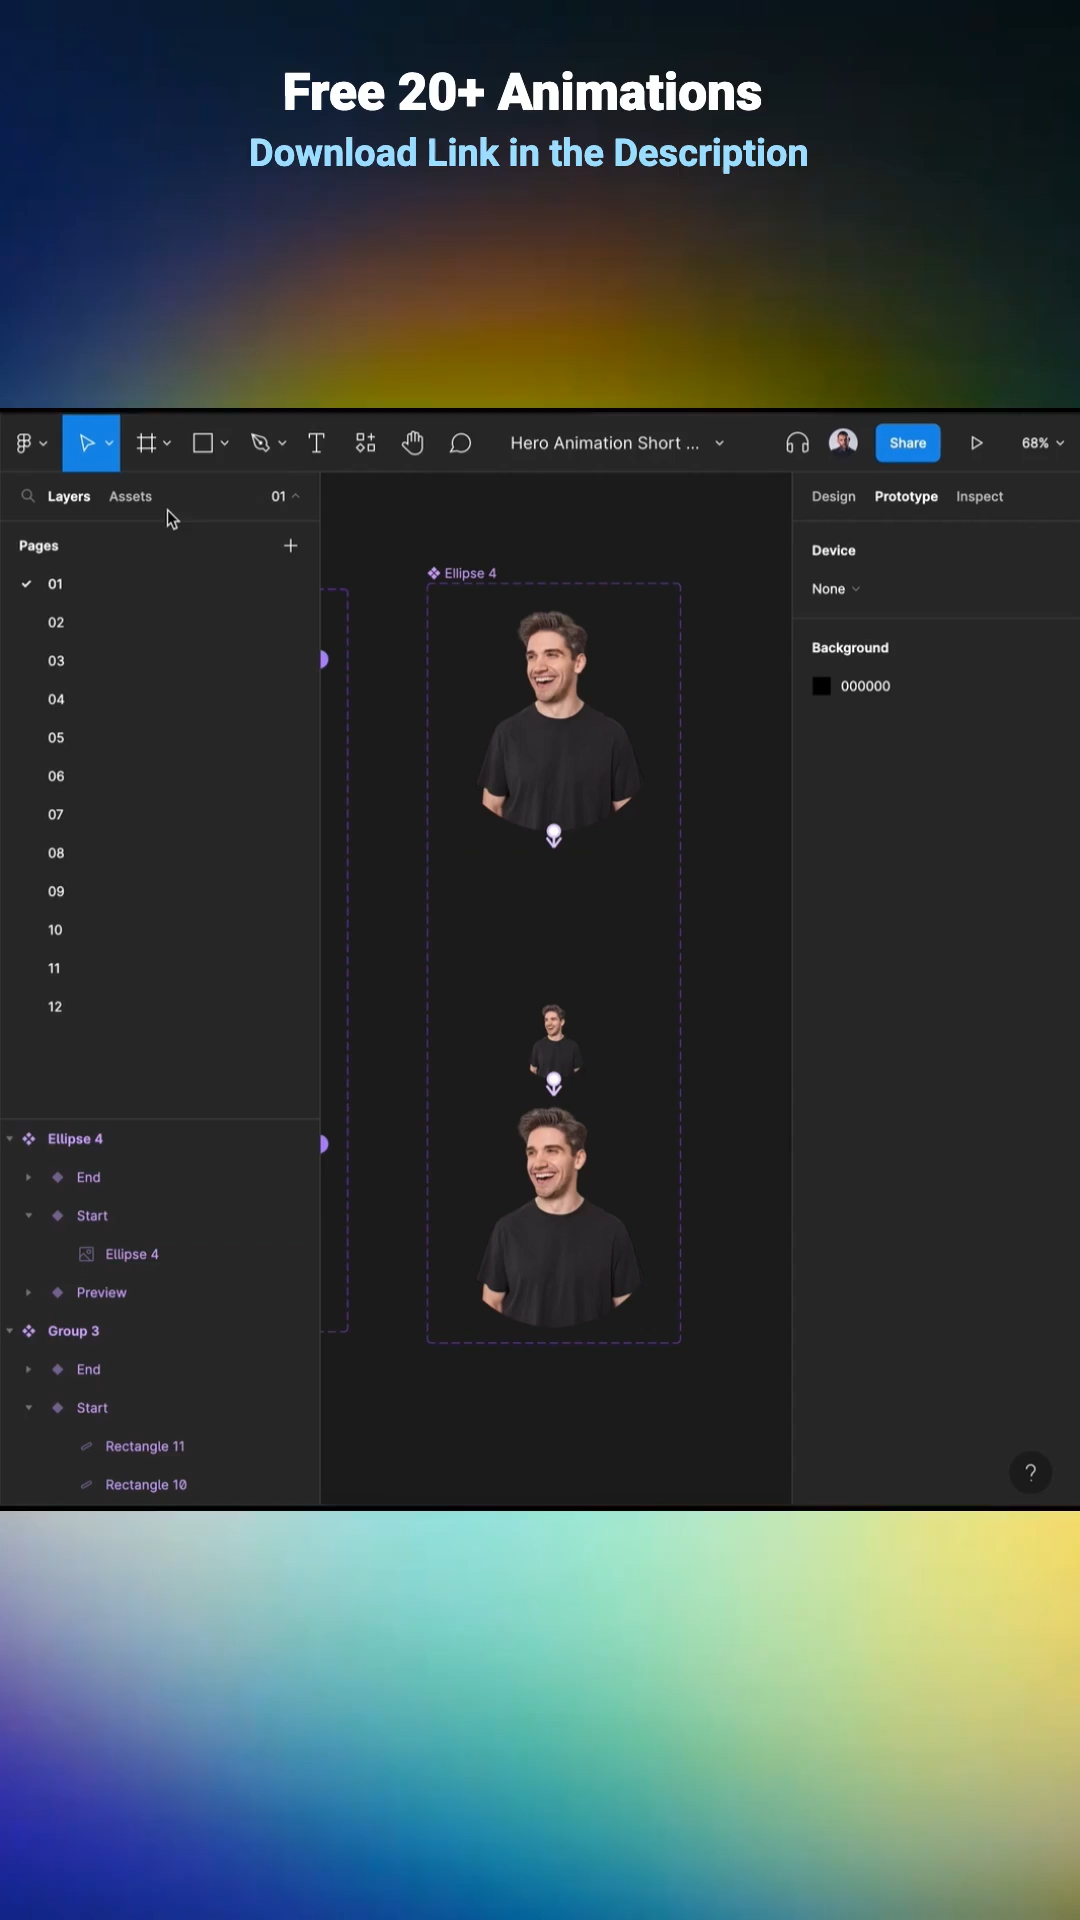 Free 20+ Animations
Download Link in the Description
Hero Animation Short ...
Share
68%
Layers
Assets
01
Design
Prototype
Inspect
Pages
01
02
03
04
05
06
07
08
09
10
11
12
Ellipse 4
Device
None
Background
000000
Ellipse 4
End
Start
Ellipse 4
Preview
Group 3
End
Start
Rectangle 11
Rectangle 10
?